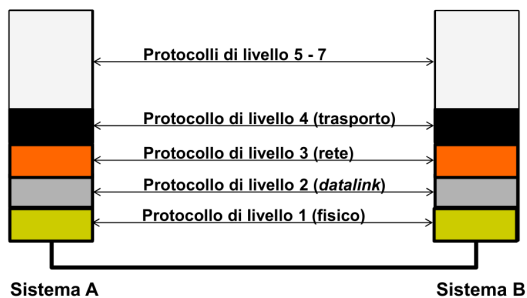 Protocolli di livello 5 - 7
Protocollo di livello 4 (trasporto)
Protocollo di livello 3 (rete)
Protocollo di livello 2 (datalink)
Protocollo di livello 1 (fisico)
Sistema A
Sistema B